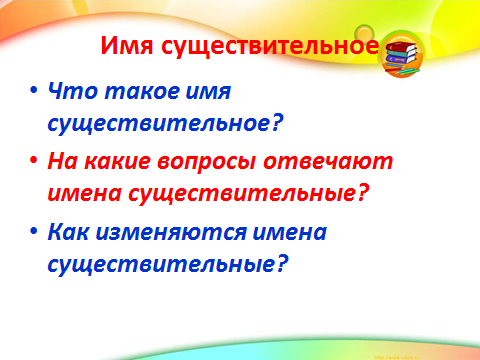 Имя существительное
• Что такое имя
существительное?
• На какие вопросы отвечают
имена существительные?
• Как изменяются имена
существительные?